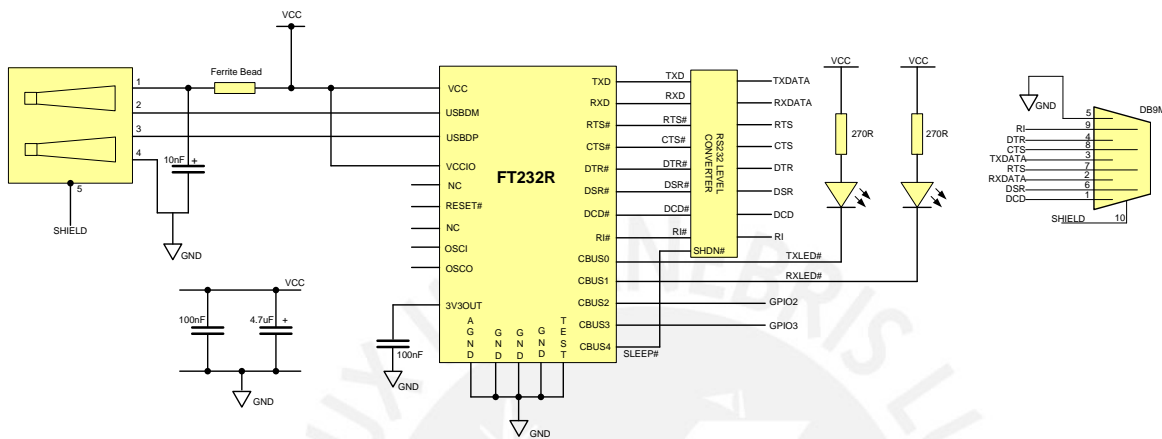 VCC
Ferrite Bead
1
2
3
4
5
SHIELD
10nF
+
GND
VCC
100nF
4.7uF
+
GND
FT232R
VCC
USBDM
USBDP
VCCIO
NC
RESET#
NC
OSCI
OSCO
3V3OUT
AGND
GND
GND
GND
TEST
100nF
GND
GND
TXD
RXD
RTS#
CTS#
DTR#
DSR#
DCD#
RI#
CBUS0
CBUS1
CBUS2
CBUS3
CBUS4
TXD
RXD
RTS#
CTS#
DTR#
DSR#
DCD#
RI#
SLEEP#
RS232 LEVEL
CONVERTER
SHDN#
TXDATA
RXDATA
RTS
CTS
DTR
DSR
DCD
RI
TXLED#
RXLED#
GPIO2
GPIO3
VCC
270R
VCC
270R
GND
DB9M
5
RI 9
DTR 4
CTS 8
TXDATA 3
RTS 7
RXDATA 2
DSR 6
DCD 1
SHIELD 10